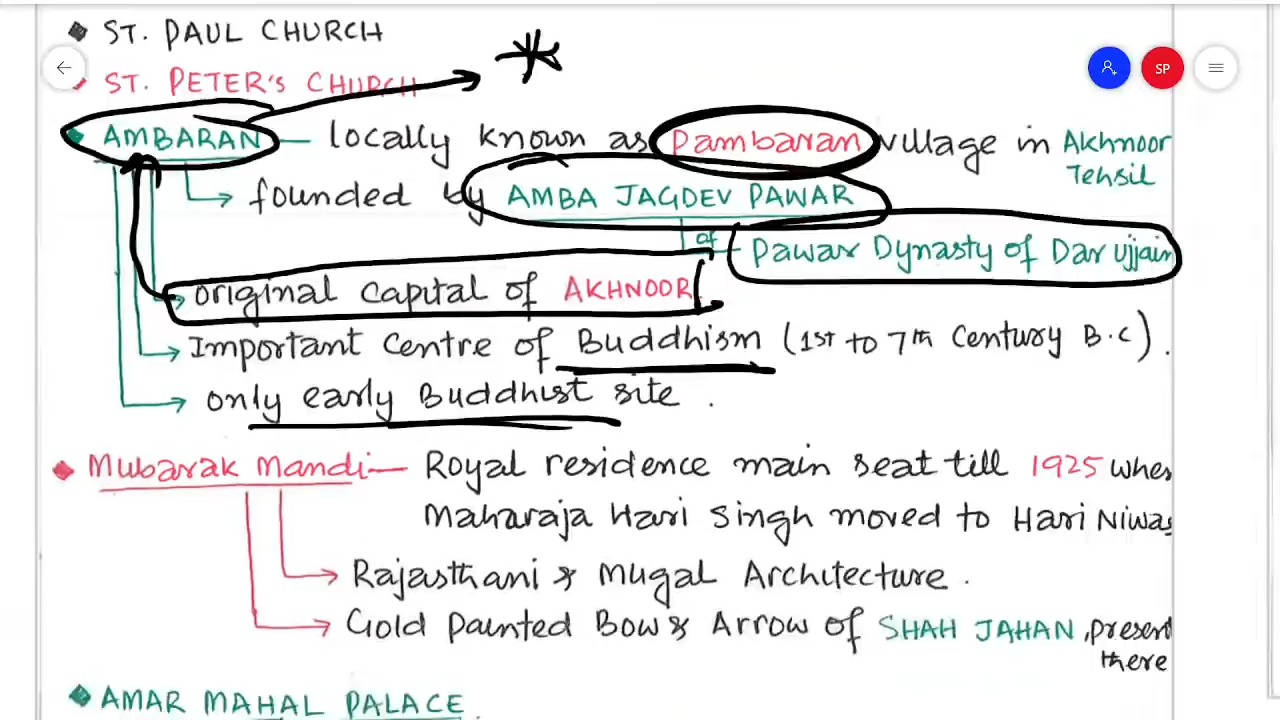 ST. PAUL CHURCH
ST. PETER'S CHURCH
SP
AMBARAN - locally known as Pambaran village in Akhnoor Tehsil
founded by AMBA JAGDEV PAWAR
of Pawar Dynasty of Dar Ujjain
original capital of AKHNOOR.
Important Centre of Buddhism (1st to 7th Century B.C).
only early Buddhist site.
Mubarak Mandi - Royal residence main seat till 1925 when
Maharaja Hari Singh moved to Hari Niwas
Rajasthani & Mugal Architecture.
Gold Painted Bow & Arrow of SHAH JAHAN, present
there
AMAR MAHAL PALACE.